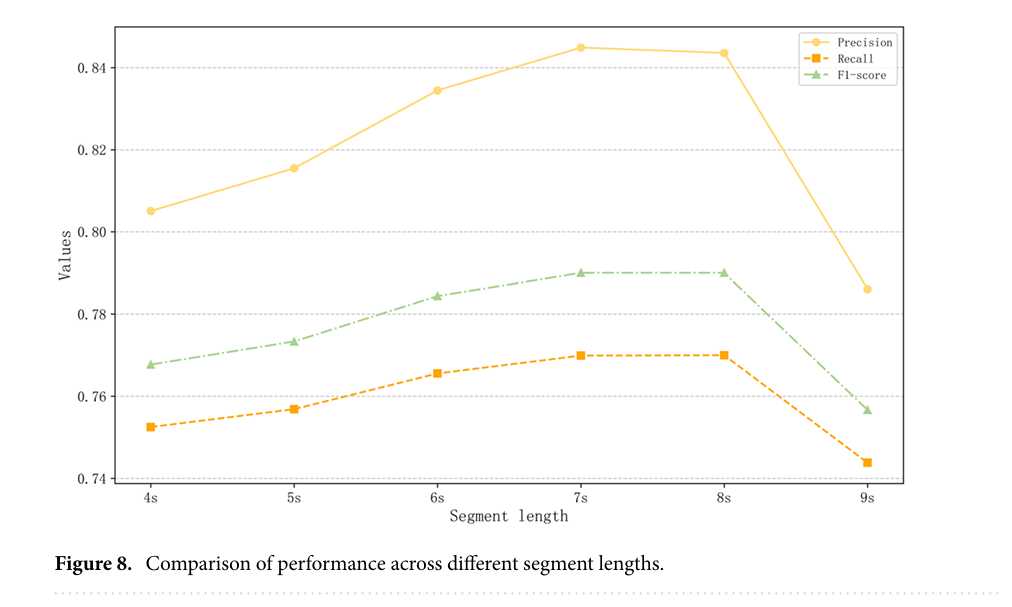 Precision
Recall
F1-score
0.84
0.82
0.80
0.78
0.76
0.74
Values
4s 5s 6s 7s 8s 9s
Segment length
Figure 8. Comparison of performance across different segment lengths.